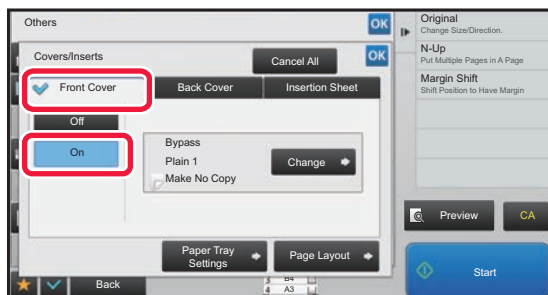 Others
OK
Covers/Inserts
Cancel All
OK
Front Cover
Back Cover
Insertion Sheet
Off
On
Bypass
Plain 1
Make No Copy
Change
Paper Tray
Settings
Page Layout
Back
3 B4
4 A3
Original
Change Size/Direction.
N-Up
Put Multiple Pages in A Page
Margin Shift
Shift Position to Have Margin
Preview
CA
Start